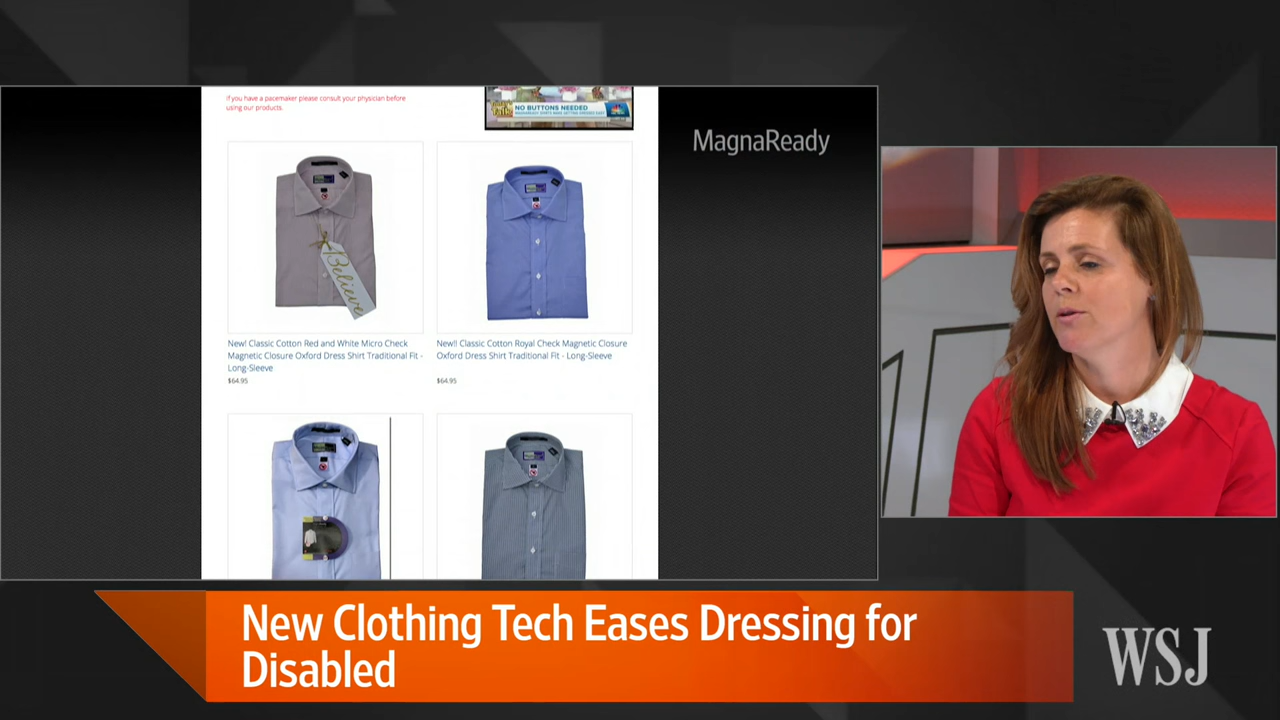 If you have a pacemaker please consult your physician before
using our products.
NO BUTTONS NEEDED
MagnaReady
Believe
New! Classic Cotton Red and White Micro Check
Magnetic Closure Oxford Dress Shirt Traditional Fit -
Long-Sleeve
$64.95
New!! Classic Cotton Royal Check Magnetic Closure
Oxford Dress Shirt Traditional Fit - Long-Sleeve
$64.95
New Clothing Tech Eases Dressing for
Disabled
WSJ